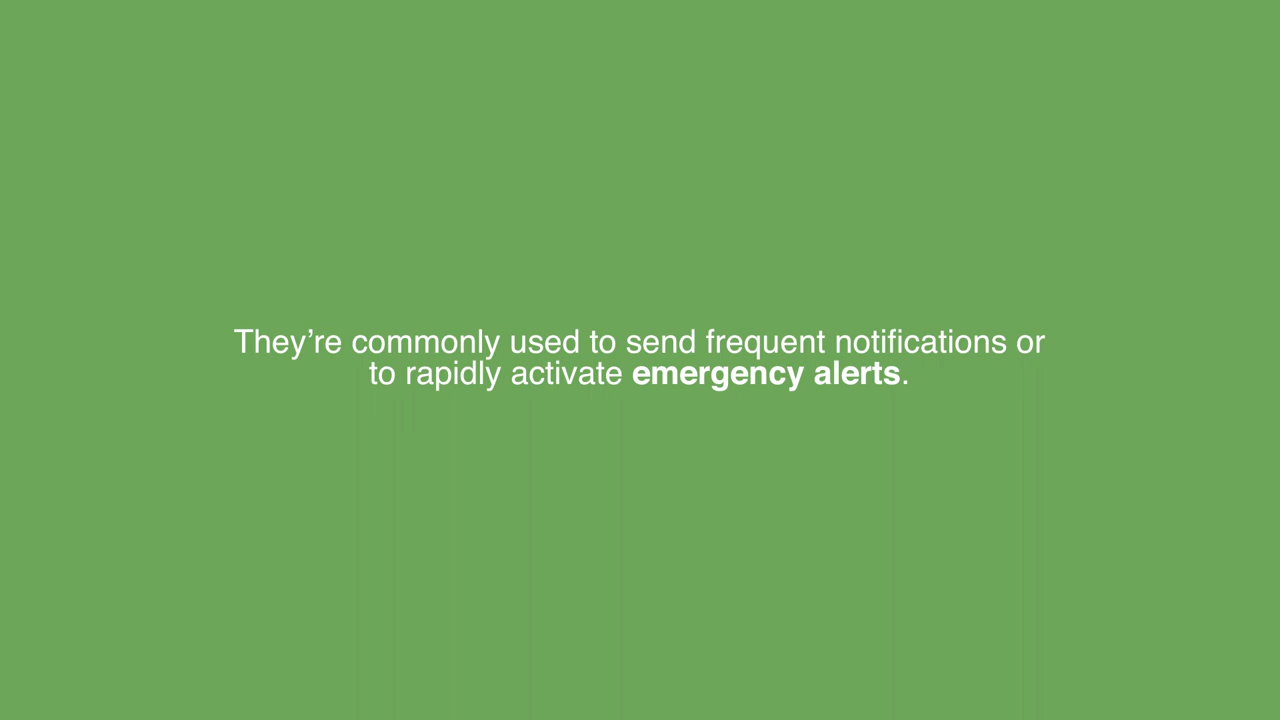 They’re commonly used to send frequent notifications or
to rapidly activate emergency alerts.